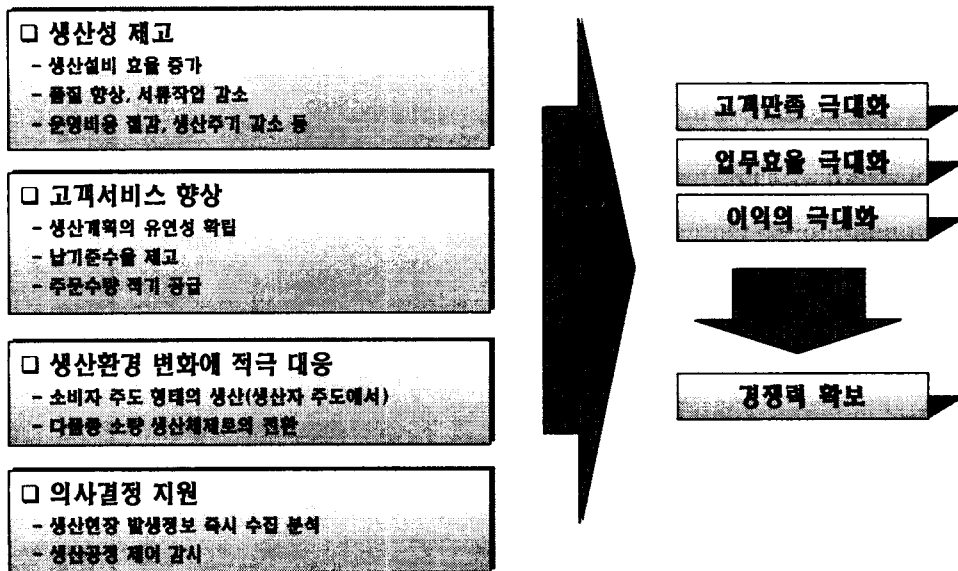 □ 생산성 제고
- 생산설비 효율 증가
- 품질 향상, 서류작업 감소
- 운영비용 절감, 생산주기 감소 등
□ 고객서비스 향상
- 생산계획의 유연성 확립
- 납기준수율 제고
- 주문수량 적기 공급
□ 생산환경 변화에 적극 대응
- 소비자 주도 형태의 생산(생산자 주도에서)
- 다품종 소량 생산체제로의 전환
□ 의사결정 지원
- 생산현장 발생정보 즉시 수집 분석
- 생산공정 제어 감시
고객만족 극대화
업무효율 극대화
이익의 극대화
경쟁력 확보